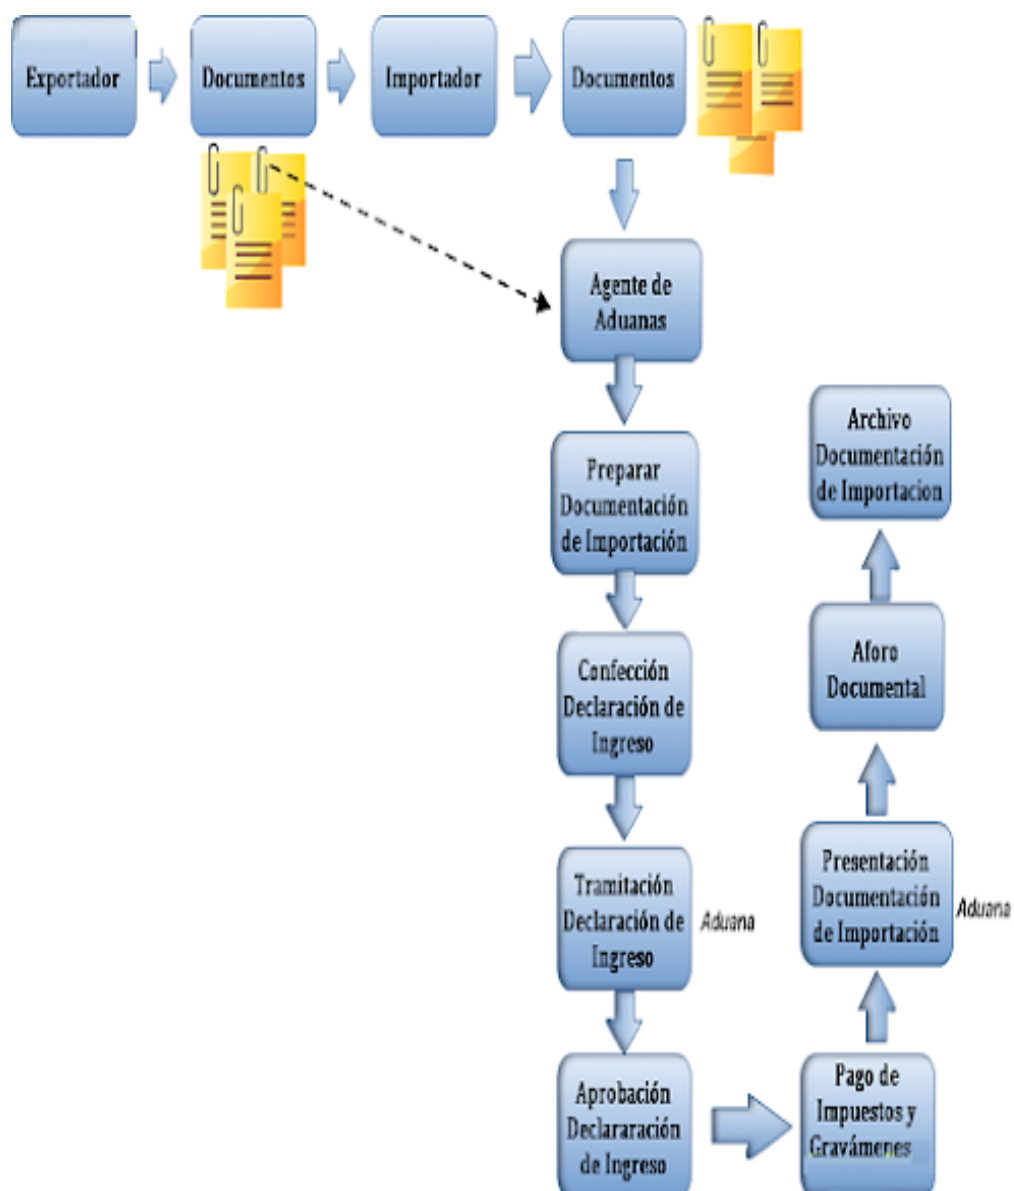 Exportador
Documentos
Importador
Documentos
Agente de
Aduanas
Preparar
Documentación
de Importación
Confección
Declaración de
Ingreso
Tramitación
Declaración de
Ingreso
Aduana
Aprobación
Declararación
de Ingreso
Pago de
Impuestos y
Gravámenes
Presentación
Documentación
de Importación
Aduana
Aforo
Documental
Archivo
Documentación
de Importacion